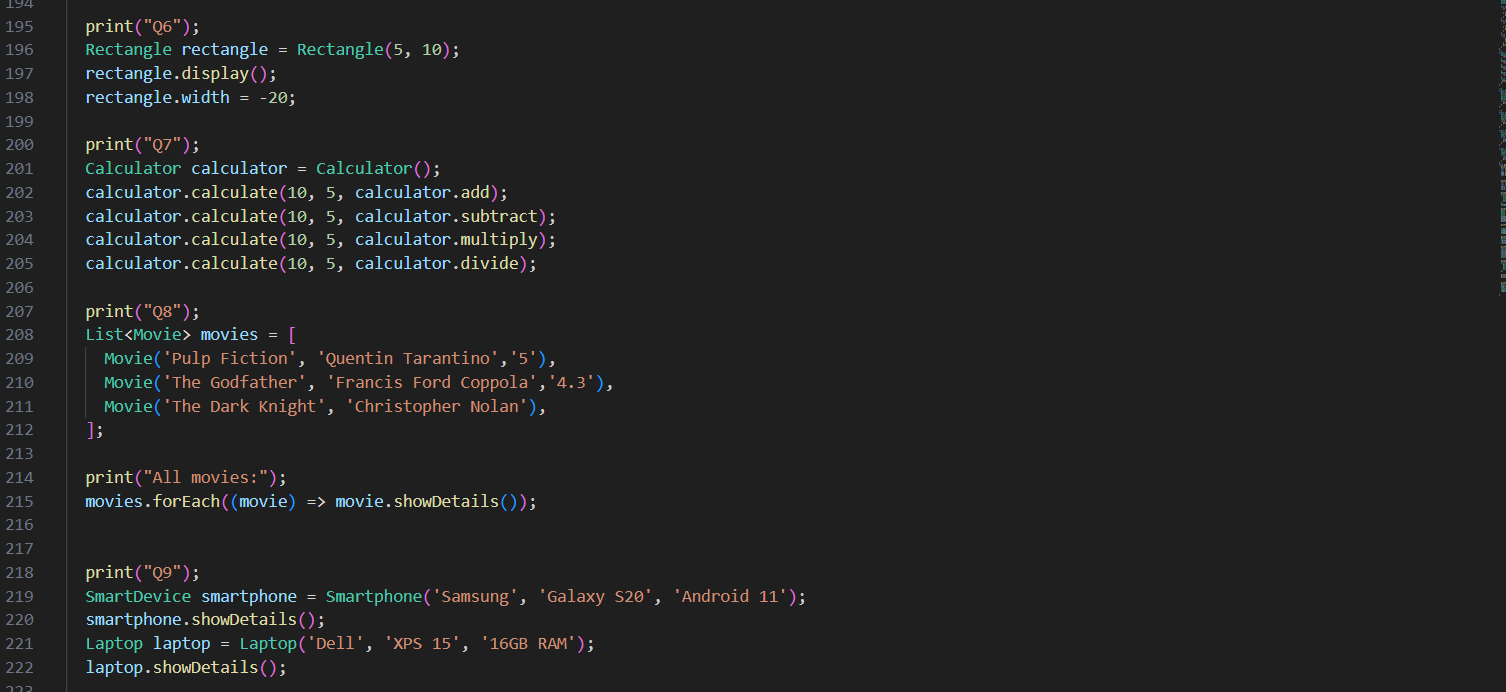 194
195 print("Q6");
196 Rectangle rectangle = Rectangle(5, 10);
197 rectangle.display();
198 rectangle.width = -20;
199
200 print("Q7");
201 Calculator calculator = Calculator();
202 calculator.calculate(10, 5, calculator.add);
203 calculator.calculate(10, 5, calculator.subtract);
204 calculator.calculate(10, 5, calculator.multiply);
205 calculator.calculate(10, 5, calculator.divide);
206
207 print("Q8");
208 List<Movie> movies = [
209 Movie('Pulp Fiction', 'Quentin Tarantino','5'),
210 Movie('The Godfather', 'Francis Ford Coppola','4.3'),
211 Movie('The Dark Knight', 'Christopher Nolan'),
212 ];
213
214 print("All movies:");
215 movies.forEach((movie) => movie.showDetails());
216
217
218 print("Q9");
219 SmartDevice smartphone = Smartphone('Samsung', 'Galaxy S20', 'Android 11');
220 smartphone.showDetails();
221 Laptop laptop = Laptop('Dell', 'XPS 15', '16GB RAM');
222 laptop.showDetails();
223